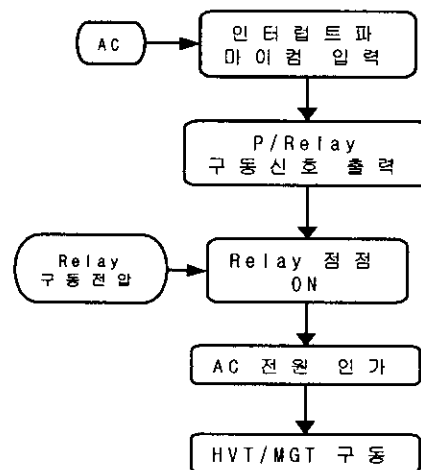 AC
인터럽트파
마이컴 입력
P/Relay
구동신호 출력
Relay
구동전압
Relay 점점
ON
AC 전원 인가
HVT/MGT 구동